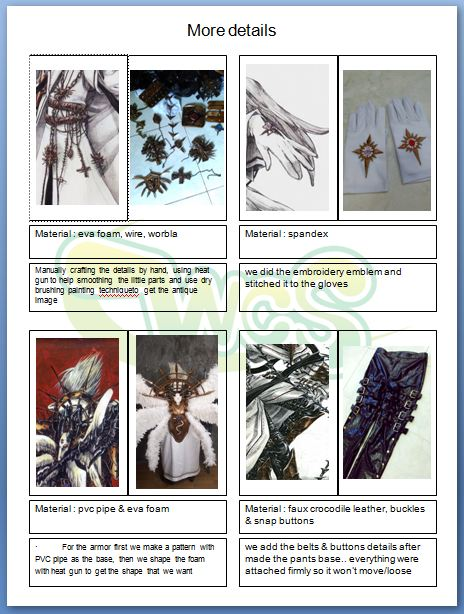 More details
Material : eva foam, wire, worbla
Material : spandex
Manually crafting the details by hand, using heat
gun to help smoothing the little parts and use dry
brushing painting techniqueto get the antique
image
we did the embroidery emblem and
stitched it to the gloves
WCS
Material : pvc pipe & eva foam
Material : faux crocodile leather, buckles
& snap buttons
· For the armor first we make a pattern with
PVC pipe as the base, then we shape the foam
with heat gun to get the shape that we want
we add the belts & buttons details after
made the pants base.. everything were
attached firmly so it won't move/loose